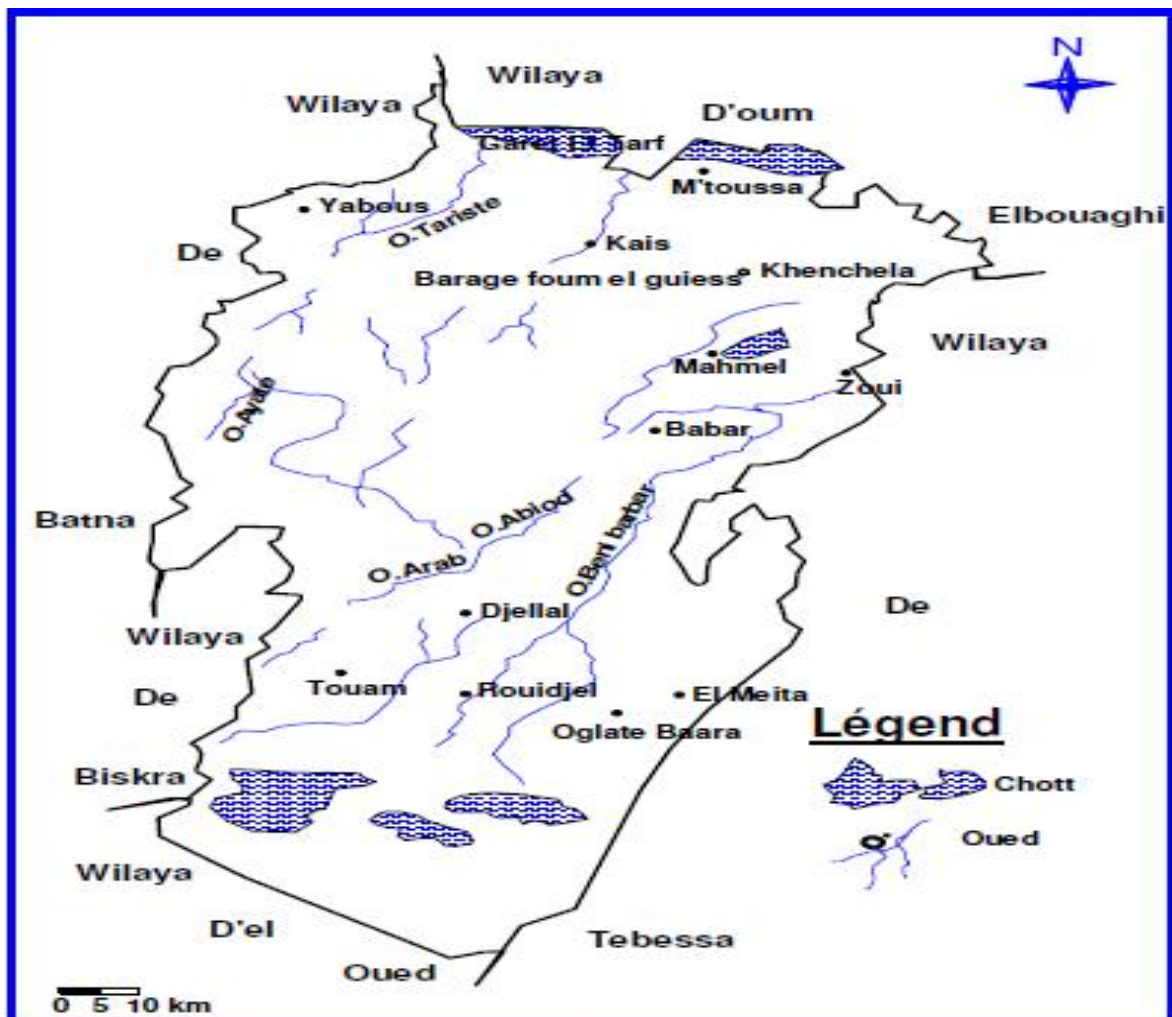 N
Wilaya
Wilaya
D'oum
Garet El Tarf
M'toussa
Elbouaghi
Yabous
O.Tariste
Kais
De
Barage foum el guiess
Khenchela
Wilaya
Mahmel
Zoui
O.Ayate
Babar
Batna
O.Abiod
O.Beni barbar
O.Arab
De
Djellal
Wilaya
De
Touam
Rouidjel
El Meita
Oglate Baara
Légend
Biskra
Chott
Oued
Wilaya
D'el
Tebessa
Oued
0 5 10 km